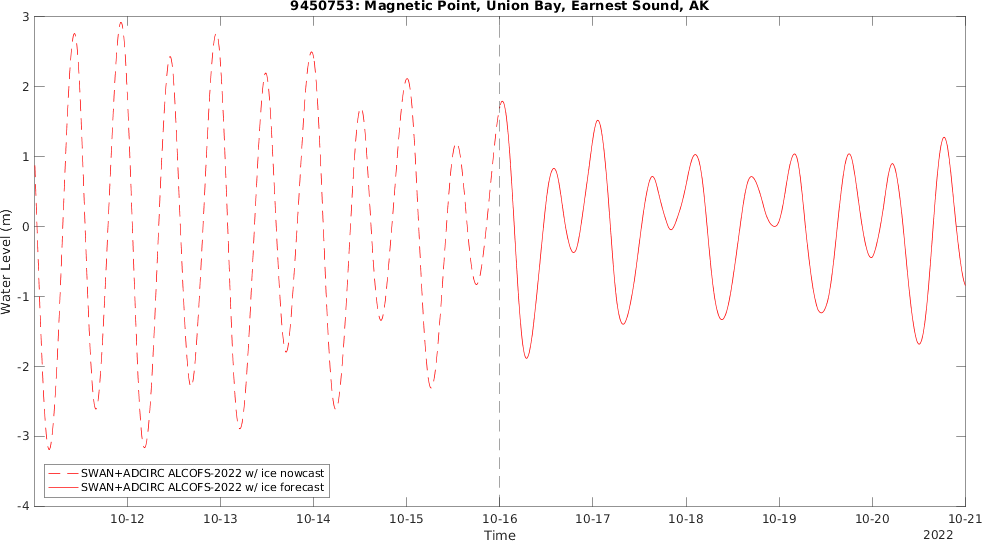 9450753: Magnetic Point, Union Bay, Earnest Sound, AK
3
2
1
0
-1
-2
-3
-4
Water Level (m)
SWAN+ADCIRC ALCOFS-2022 w/ ice nowcast
SWAN+ADCIRC ALCOFS-2022 w/ ice forecast
10-12 10-13 10-14 10-15 10-16 10-17 10-18 10-19 10-20 10-21
Time
2022